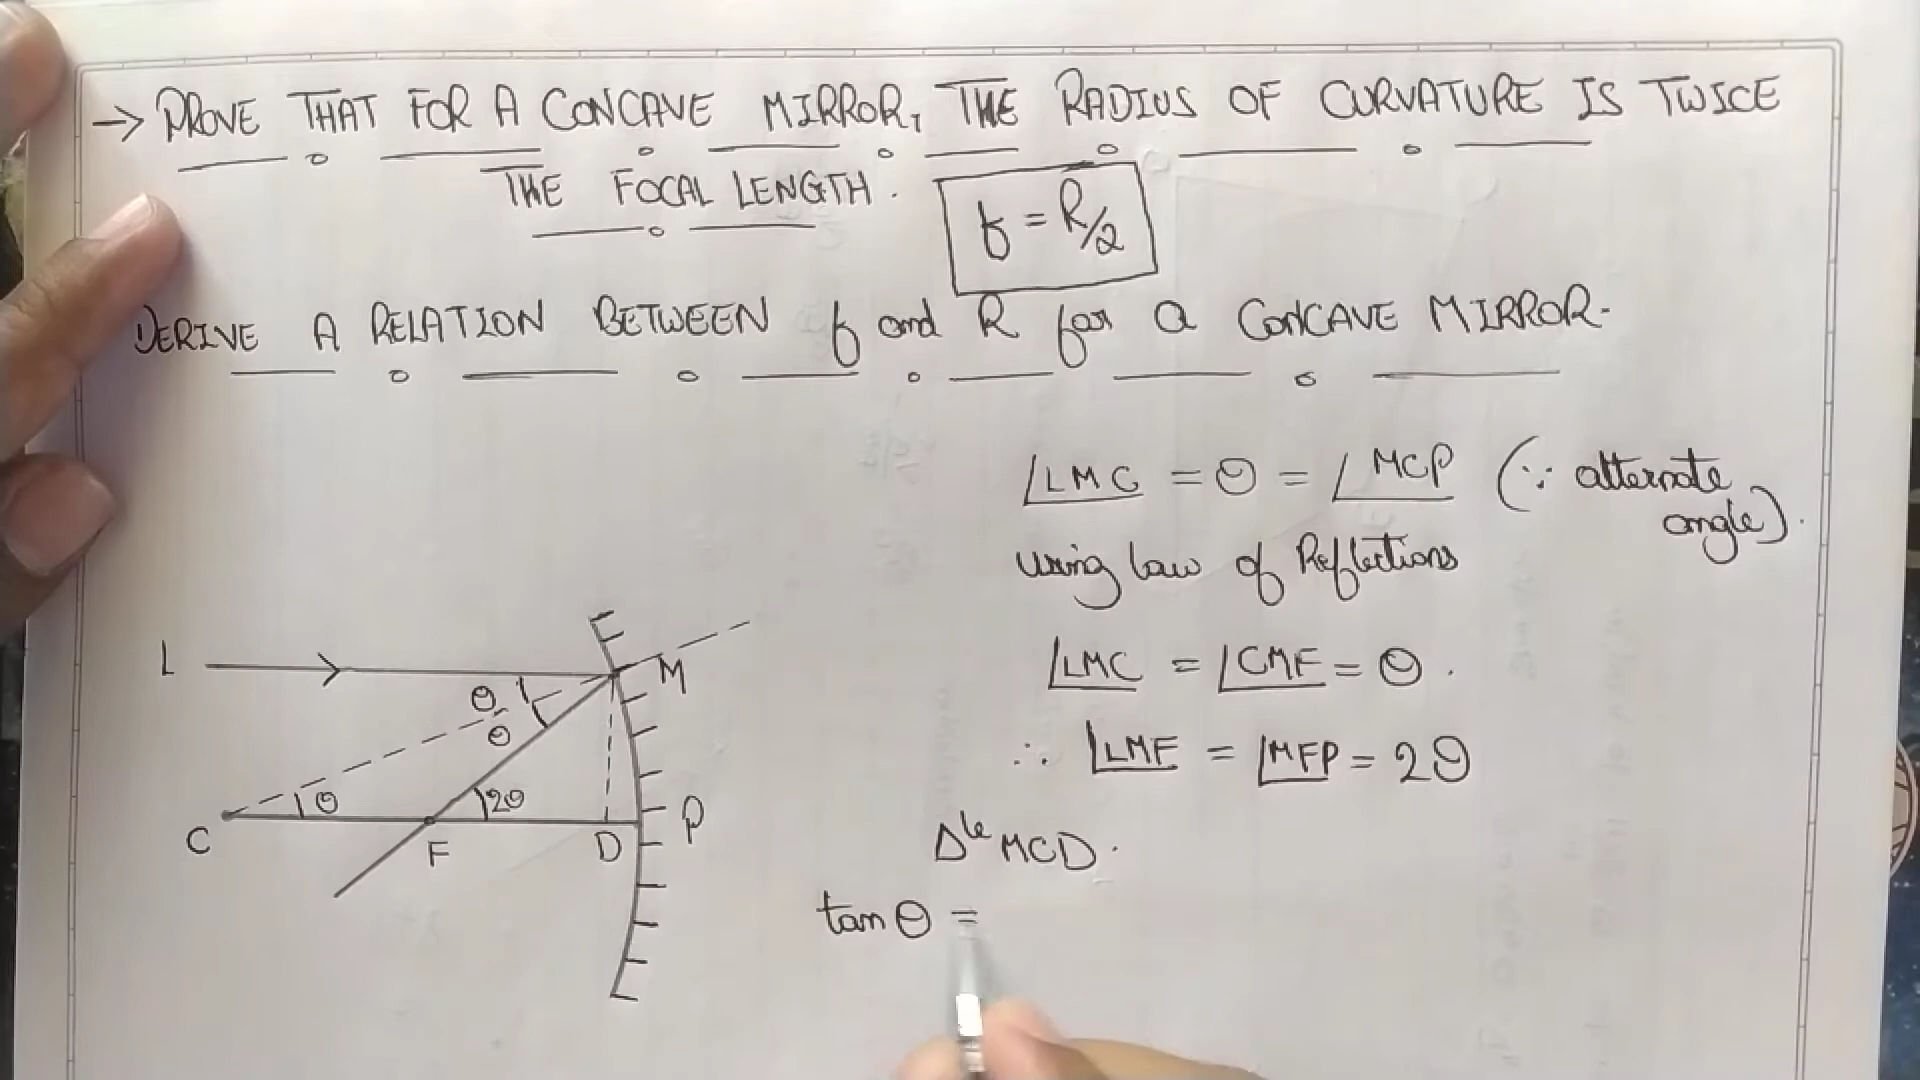 → PROVE THAT FOR A CONCAVE MIRROR, THE RADIUS OF CURVATURE IS TWICE
THE FOCAL LENGTH.
f = R/2
DERIVE A RELATION BETWEEN f and R for a CONCAVE MIRROR.
∠LMC = θ = ∠MCP (∵ alternate
angle).
using law of Reflections
∠LMC = ∠CMF = θ.
∴ ∠LMF = ∠MFP = 2θ
Δle MCD.
tan θ =
L
M
θ
θ
θ
2θ
P
C
F
D